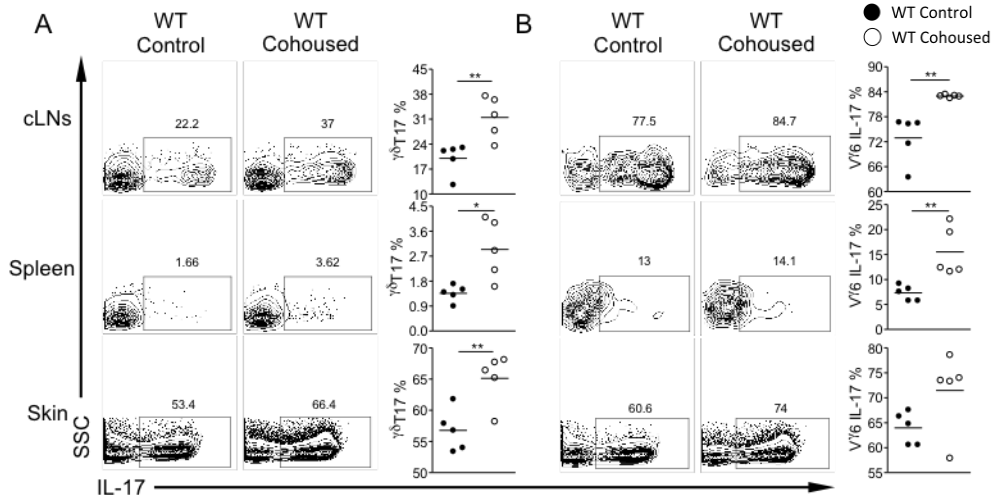 A
WT Control
WT Cohoused
B
WT Control
WT Cohoused
WT Control
WT Cohoused
cLNs
22.2
37
γδT17 %
45
38
31
24
17
10
**
77.5
84.7
Vγ6 IL-17 %
90
84
78
72
66
60
**
Spleen
1.66
3.62
γδT17 %
4.5
3.6
2.7
1.8
0.9
0.0
*
13
14.1
Vγ6 IL-17 %
25
20
15
10
5
0
**
Skin
53.4
66.4
γδT17 %
70
65
60
55
50
**
60.6
74
Vγ6 IL-17 %
80
75
70
65
60
55
SSC
IL-17